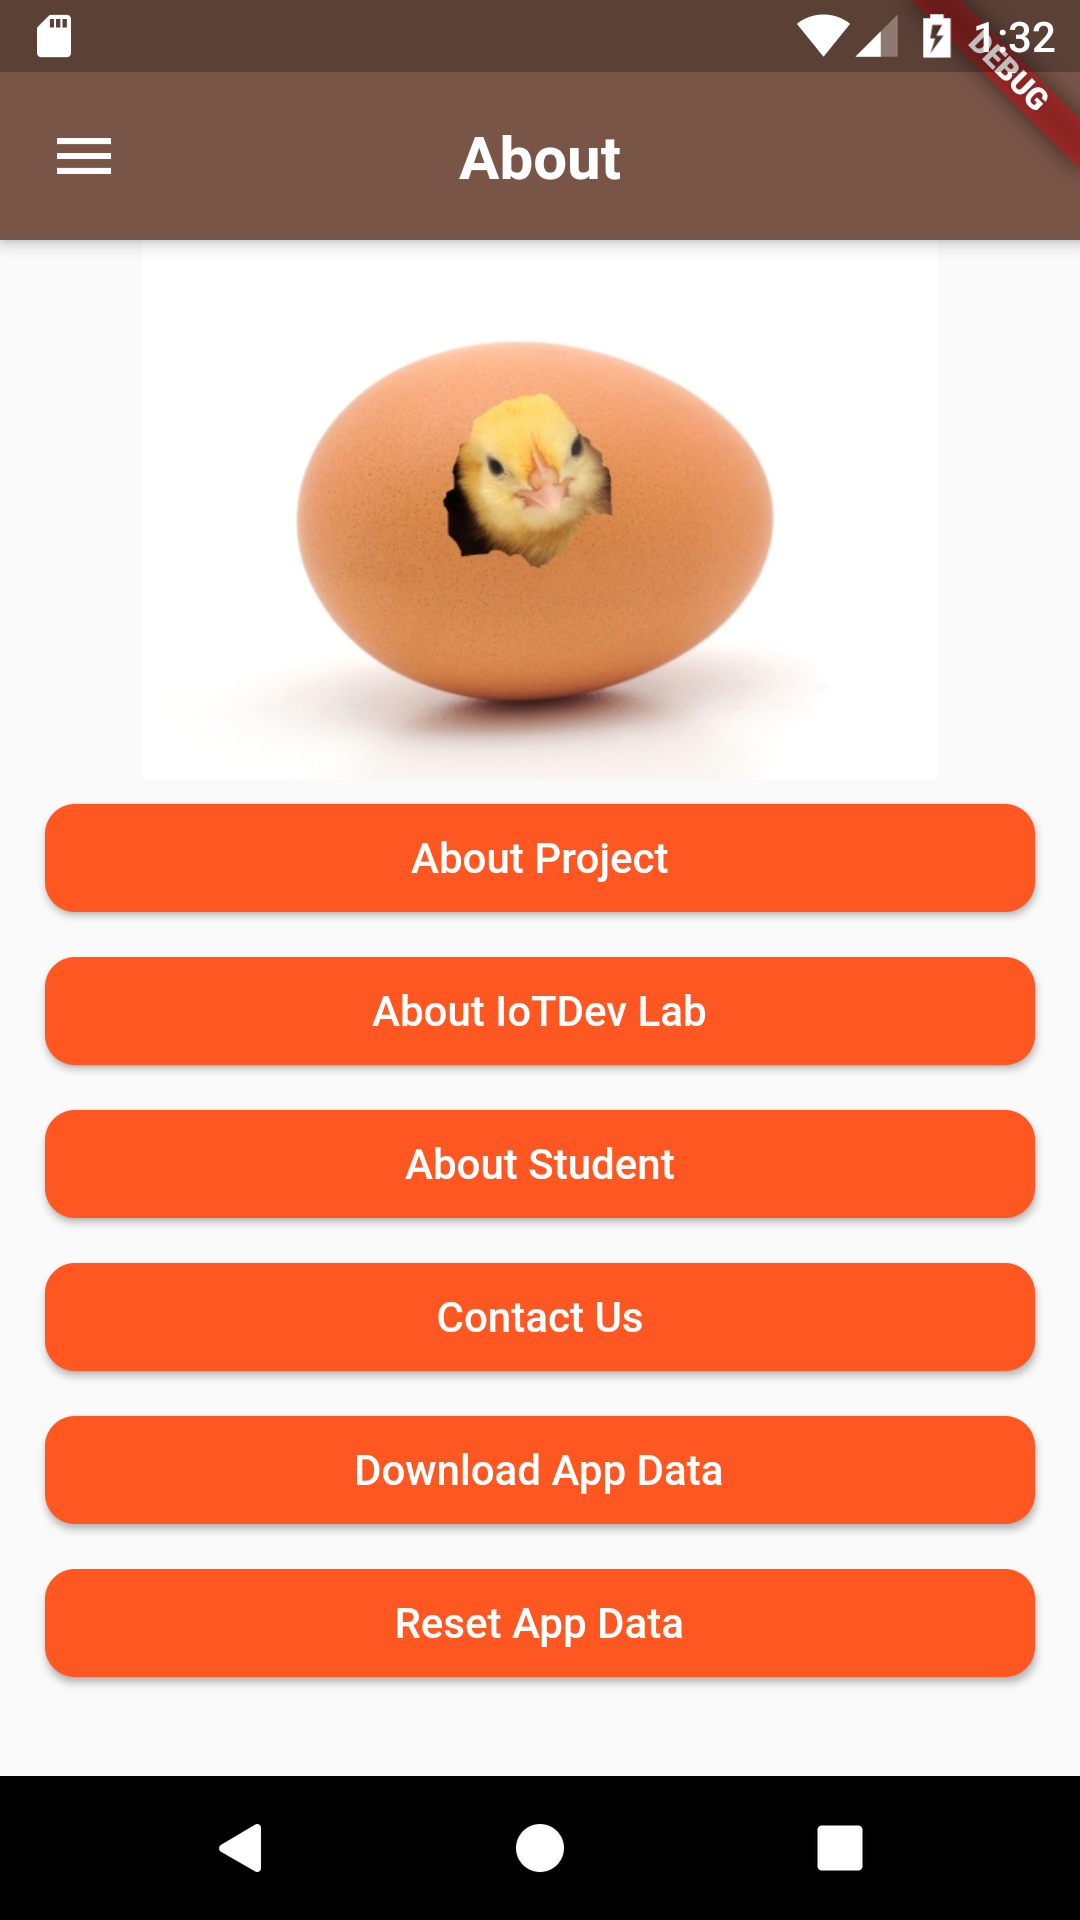 1:32
DEBUG
About
About Project
About IoTDev Lab
About Student
Contact Us
Download App Data
Reset App Data